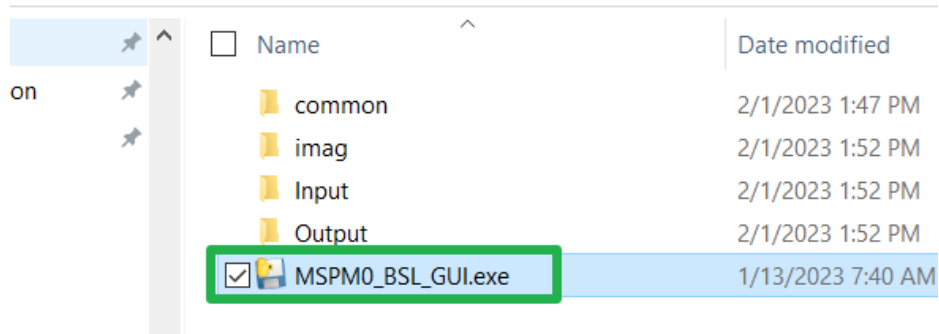 Name Date modified
on
common 2/1/2023 1:47 PM
imag 2/1/2023 1:52 PM
Input 2/1/2023 1:52 PM
Output 2/1/2023 1:52 PM
MSPM0_BSL_GUI.exe 1/13/2023 7:40 AM